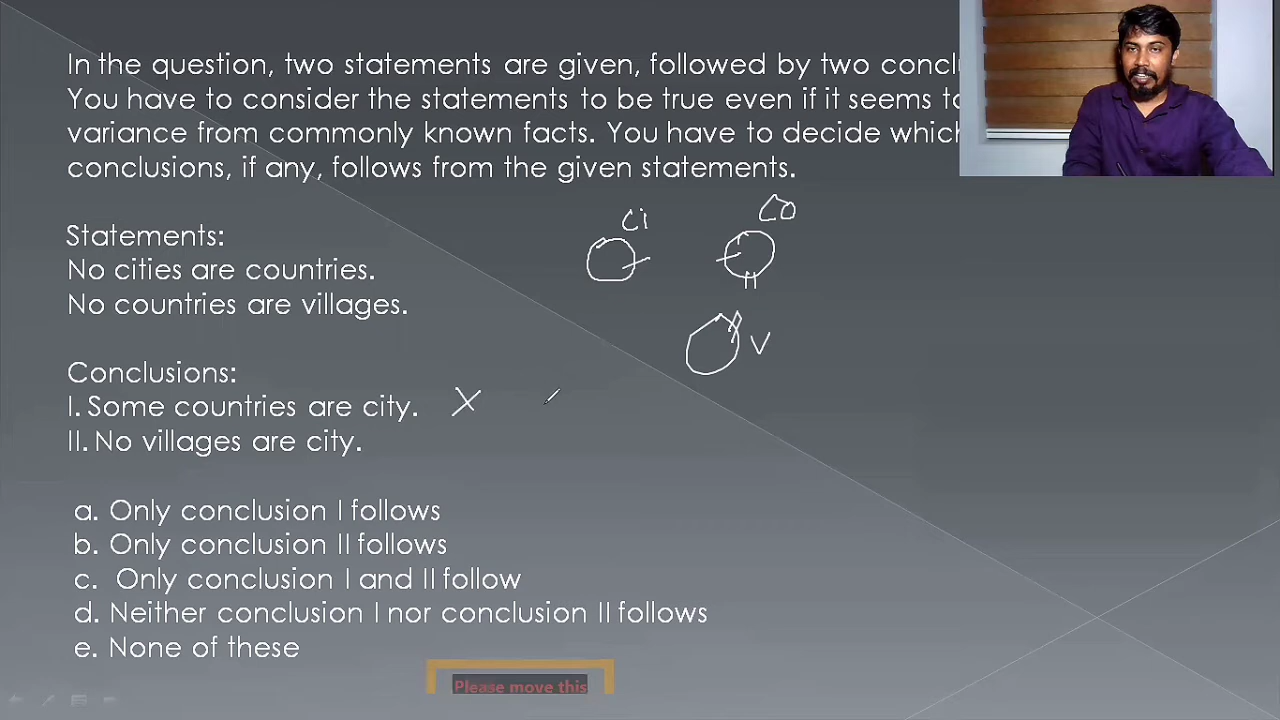 In the question, two statements are given, followed by two concl
You have to consider the statements to be true even if it seems to
variance from commonly known facts. You have to decide which
conclusions, if any, follows from the given statements.
Ci
Co
Statements:
No cities are countries.
No countries are villages.
V
Conclusions:
I. Some countries are city. X
II. No villages are city.
a. Only conclusion I follows
b. Only conclusion II follows
c. Only conclusion I and II follow
d. Neither conclusion I nor conclusion II follows
e. None of these
Please move this